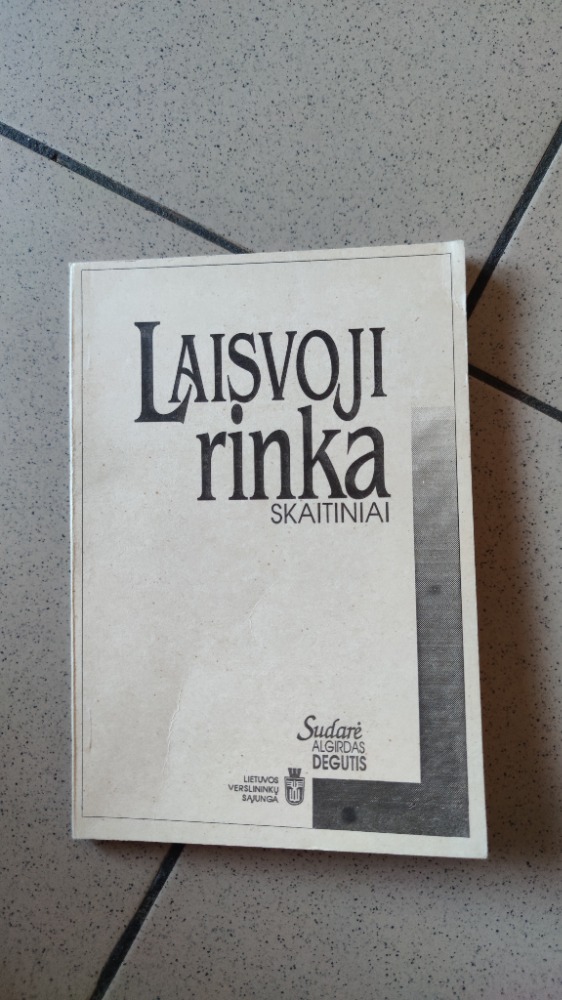 LAISVOJI
rinka
SKAITINIAI
Sudarė
ALGIRDAS
DEGUTIS
LIETUVOS
VERSLININKŲ
SĄJUNGA